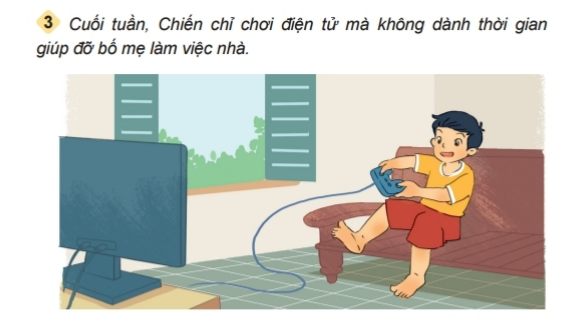 3 Cuối tuần, Chiến chỉ chơi điện tử mà không dành thời gian
giúp đỡ bố mẹ làm việc nhà.